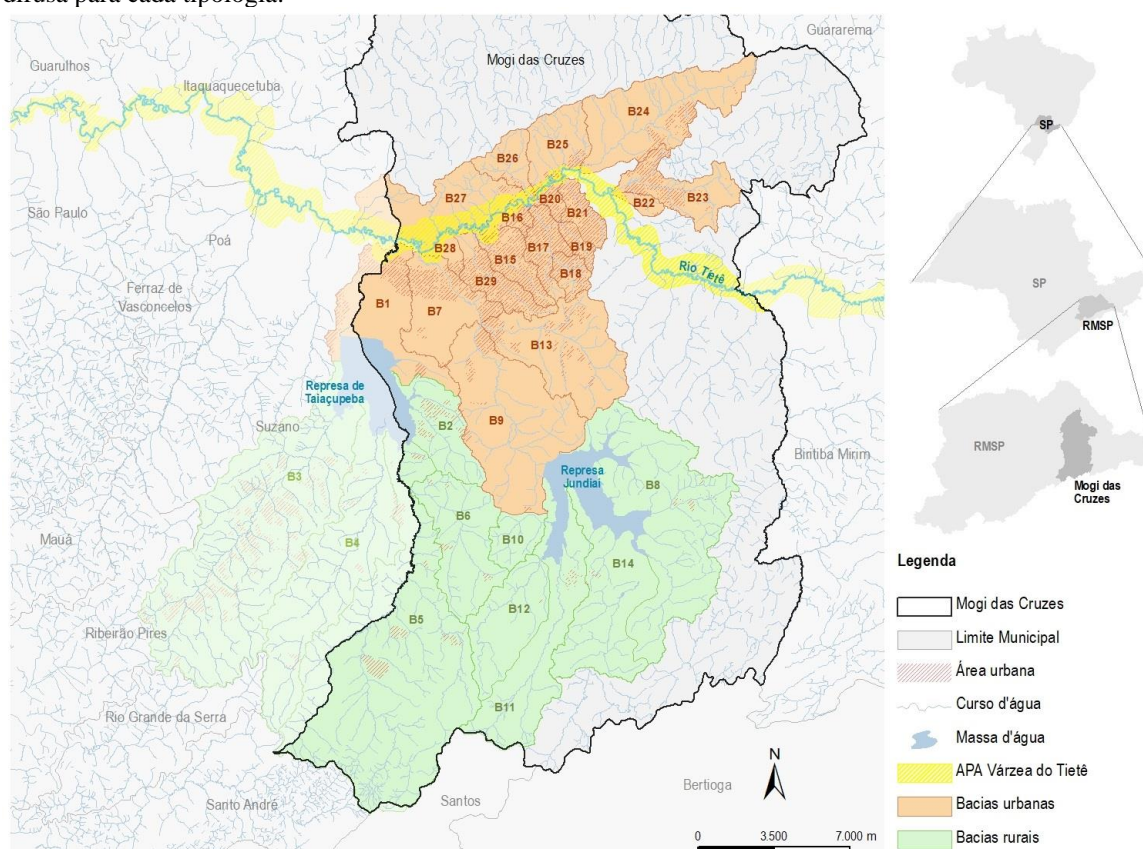 difusa para cada tipologia.
Guararema
Guarulhos
Mogi das Cruzes
Itaquaquecetuba
SP
B24
B25
B26
B20
B22
B23
B27
B21
B16
São Paulo
Poá
B28
B17
B19
B15
B18
Rio Tietê
SP
B29
Ferraz de
Vasconcelos
B1
B7
RMSP
B13
Represa de
Taiaçupeba
B2
Suzano
B9
Biritiba Mirim
RMSP
B3
Represa
Jundiai
B8
Mogi das
Cruzes
B6
B10
Mauá
B4
B14
Legenda
B12
Mogi das Cruzes
B5
Ribeirão Pires
Limite Municipal
Área urbana
Curso d'água
Rio Grande da Serra
B11
Massa d'água
N
APA Várzea do Tietê
Bertioga
Santo André
Santos
Bacias urbanas
0 3.500 7.000 m
Bacias rurais